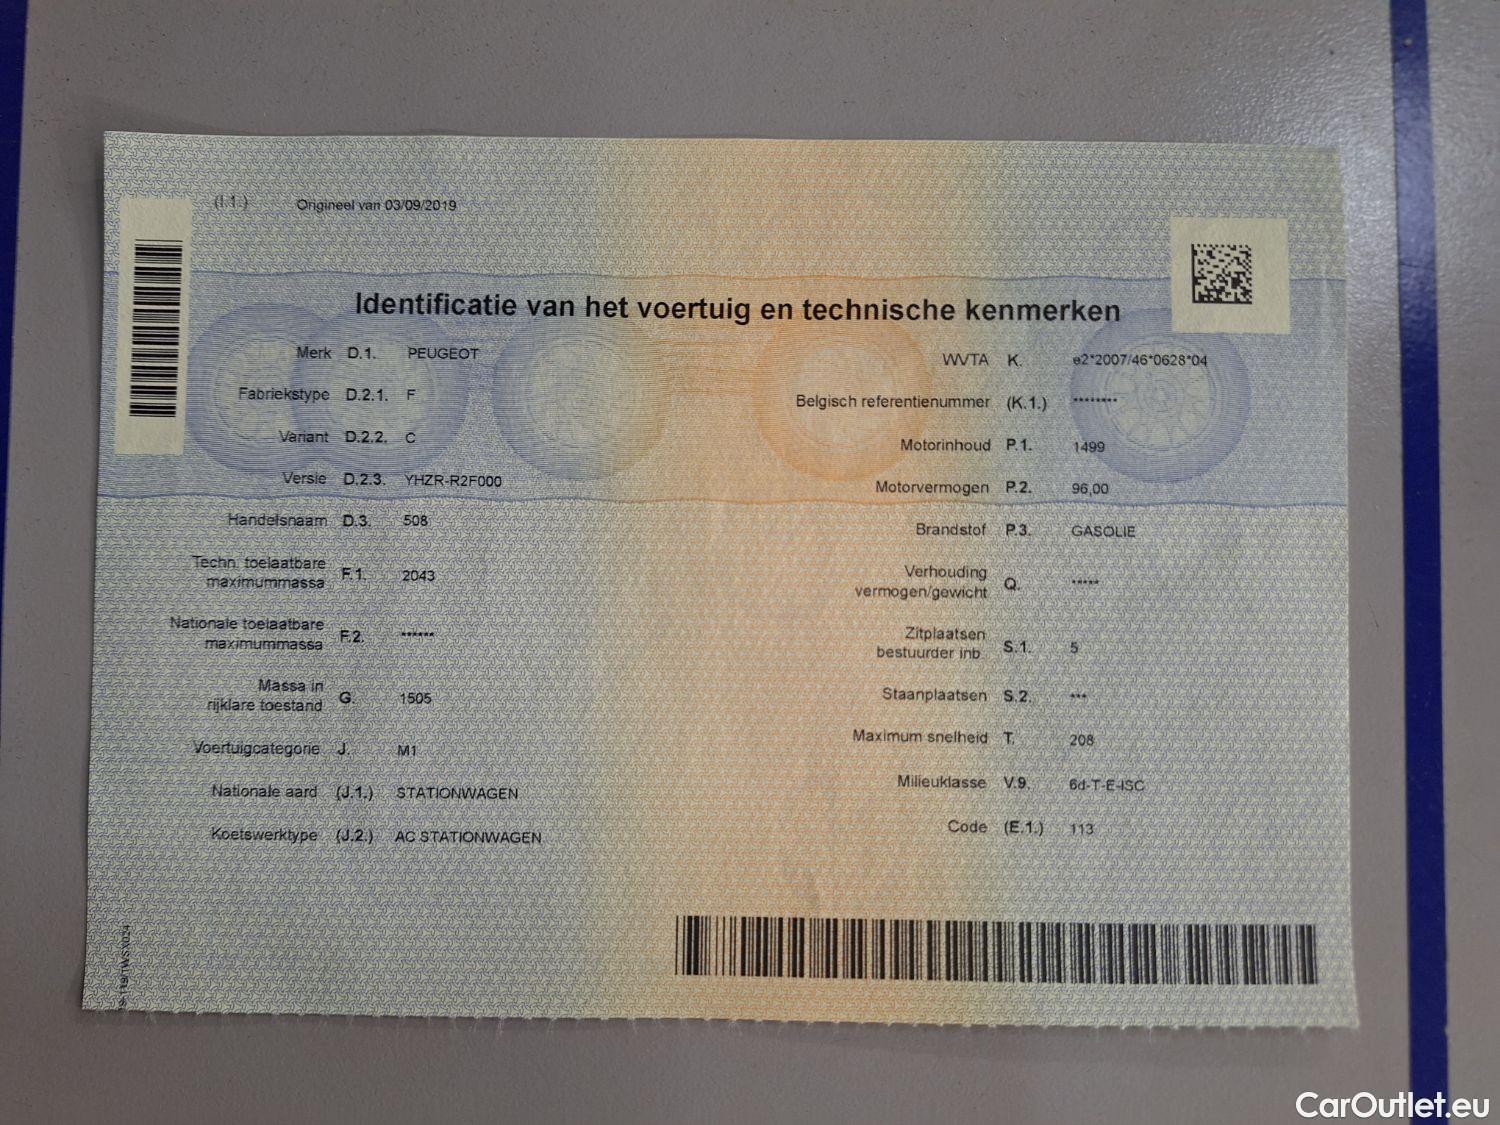 (I.1.) Origineel van 03/09/2019
Identificatie van het voertuig en technische kenmerken
Merk D.1. PEUGEOT
Fabriekstype D.2.1. F
Variant D.2.2. C
Versie D.2.3. YHZR-R2F000
Handelsnaam D.3. 508
Techn. toelaatbare
maximummassa F.1. 2043
Nationale toelaatbare
maximummassa F.2. ******
Massa in
rijklare toestand G. 1505
Voertuigcategorie J. M1
Nationale aard (J.1.) STATIONWAGEN
Koetswerktype (J.2.) AC STATIONWAGEN
WVTA K. e2*2007/46*0628*04
Belgisch referentienummer (K.1.) ********
Motorinhoud P.1. 1499
Motorvermogen P.2. 96,00
Brandstof P.3. GASOLIE
Verhouding
vermogen/gewicht Q. *****
Zitplaatsen
bestuurder inb. S.1. 5
Staanplaatsen S.2. ***
Maximum snelheid T. 208
Milieuklasse V.9. 6d-T-E-ISC
Code (E.1.) 113
CarOutlet.eu